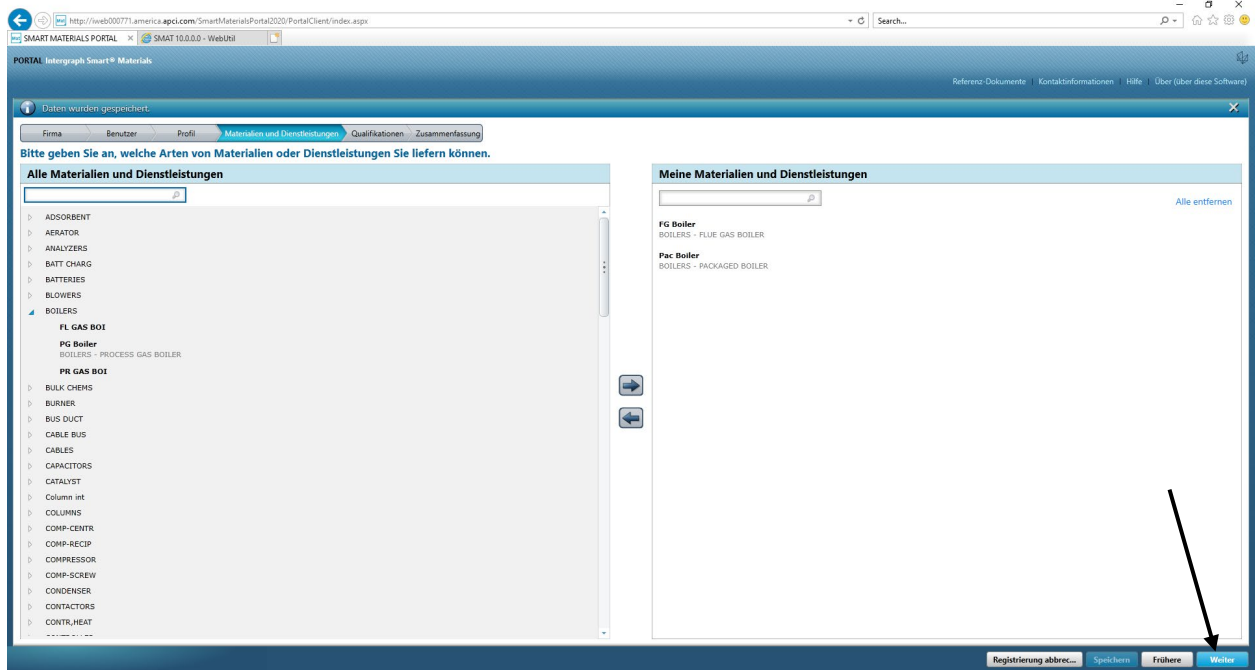 http://iweb000771.america.apci.com/SmartMaterialsPortal2020/PortalClient/index.aspx
Search...
SMART MATERIALS PORTAL
SMAT 10.0.0.0 - WebUtil
PORTAL Intergraph Smart® Materials
Referenz-Dokumente | Kontaktinformationen | Hilfe | Über (über diese Software)
Daten wurden gespeichert.
Firma Benutzer Profil Materialien und Dienstleistungen Qualifikationen Zusammenfassung
Bitte geben Sie an, welche Arten von Materialien oder Dienstleistungen Sie liefern können.
Alle Materialien und Dienstleistungen
ADSORBENT
AERATOR
ANALYZERS
BATT CHARG
BATTERIES
BLOWERS
BOILERS
FL GAS BOI
PG Boiler
BOILERS - PROCESS GAS BOILER
PR GAS BOI
BULK CHEMS
BURNER
BUS DUCT
CABLE BUS
CABLES
CAPACITORS
CATALYST
Column int
COLUMNS
COMP-CENTR
COMP-RECIP
COMPRESSOR
COMP-SCREW
CONDENSER
CONTACTORS
CONTR,HEAT
Meine Materialien und Dienstleistungen
Alle entfernen
FG Boiler
BOILERS - FLUE GAS BOILER
Pac Boiler
BOILERS - PACKAGED BOILER
Registrierung abbrec... Speichern Frühere Weiter